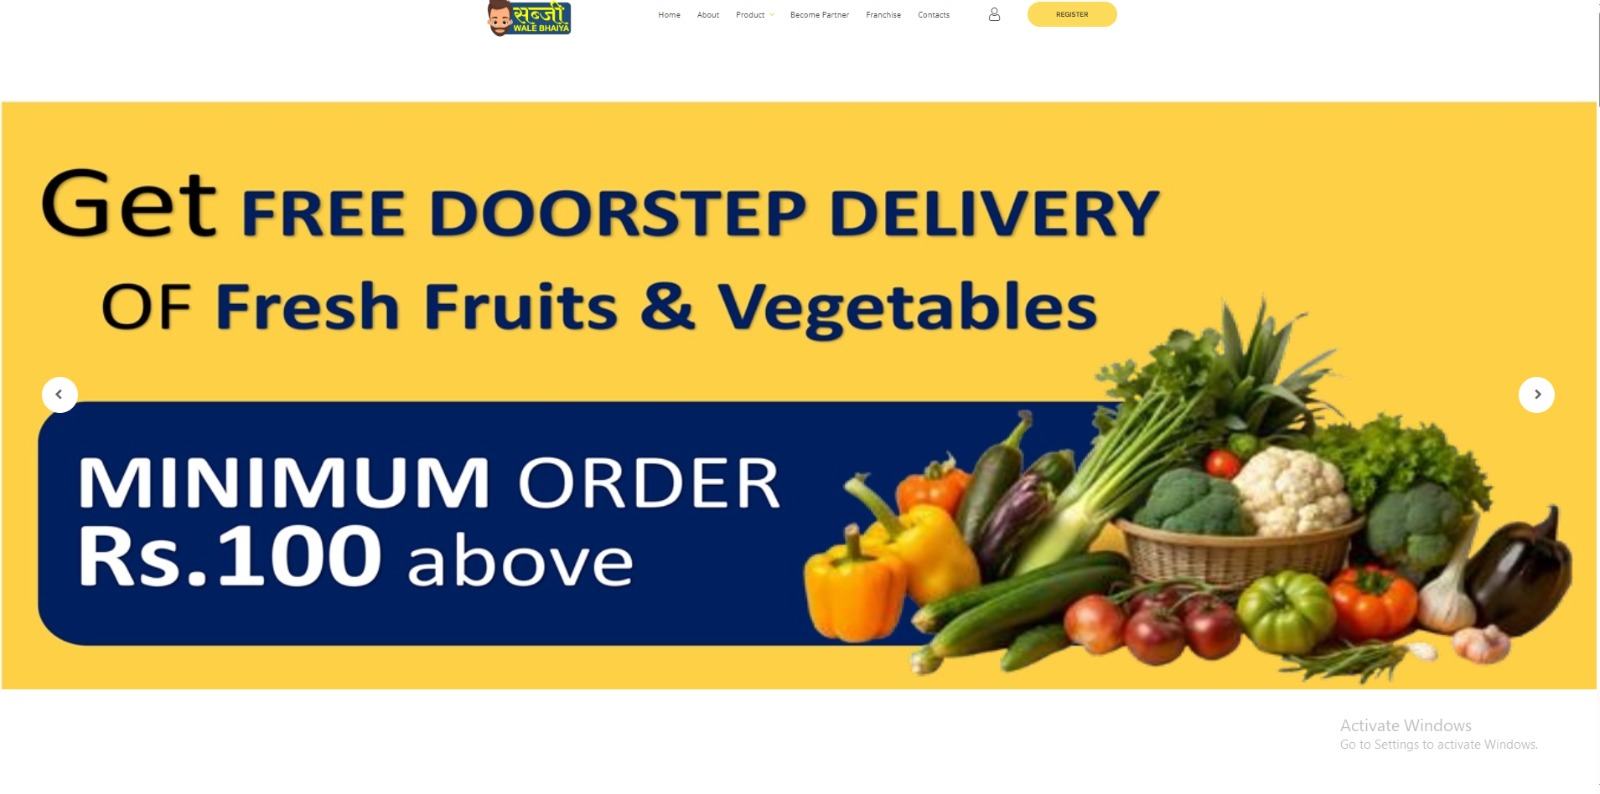 सब्जी
WALE BHAIYA
Home About Product Become Partner Franchise Contacts REGISTER
Get FREE DOORSTEP DELIVERY
OF Fresh Fruits & Vegetables
MINIMUM ORDER
Rs.100 above
Activate Windows
Go to Settings to activate Windows.